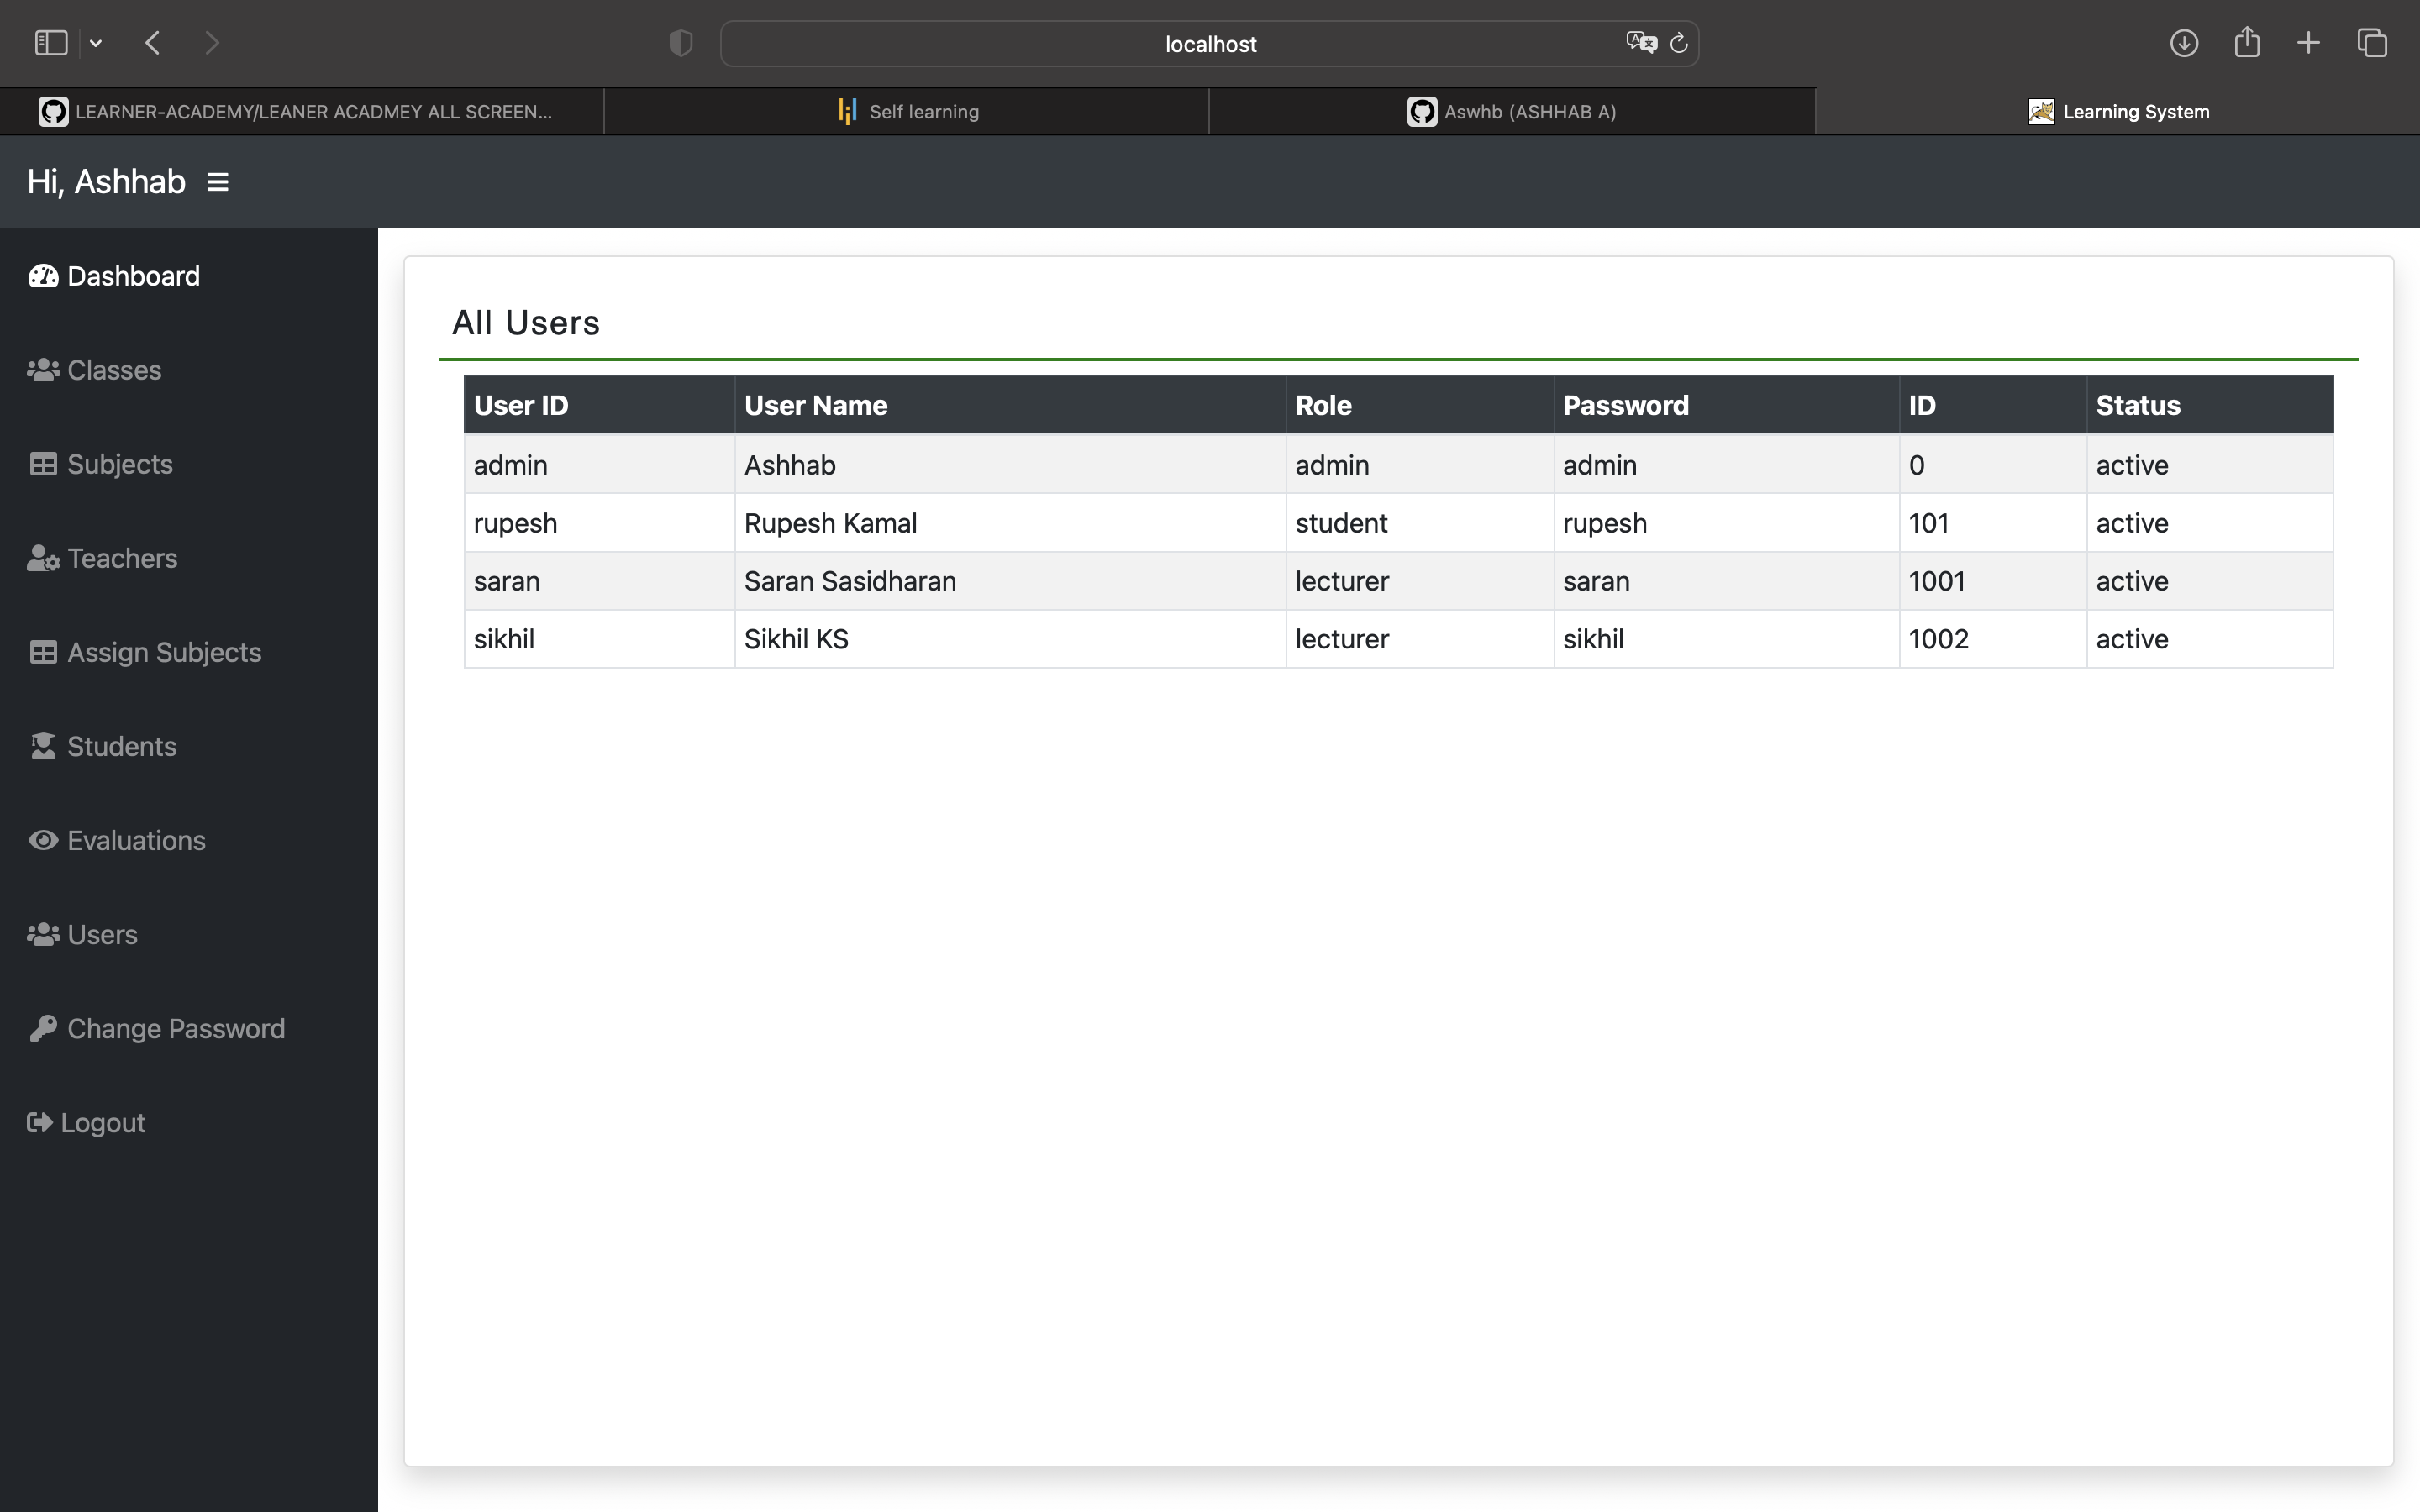 localhost
LEARNER-ACADEMY/LEANER ACADMEY ALL SCREEN...
Self learning
Aswhb (ASHHAB A)
Learning System
Hi, Ashhab
Dashboard
Classes
Subjects
Teachers
Assign Subjects
Students
Evaluations
Users
Change Password
Logout
All Users
User ID User Name Role Password ID Status
admin Ashhab admin admin 0 active
rupesh Rupesh Kamal student rupesh 101 active
saran Saran Sasidharan lecturer saran 1001 active
sikhil Sikhil KS lecturer sikhil 1002 active